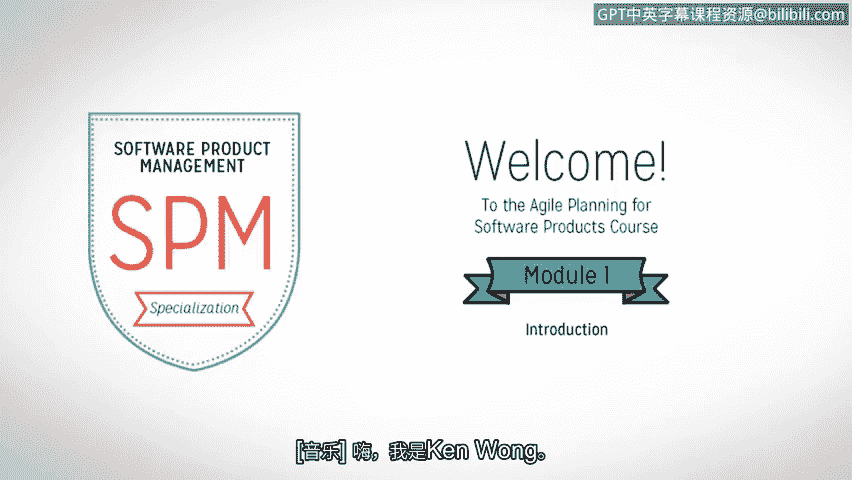 GPT中英字幕课程资源@bilibili.com
SOFTWARE PRODUCT
MANAGEMENT
SPM
Specialization
Welcome!
To the Agile Planning for
Software Products Course
Module 1
Introduction
[音乐] 嗨，我是Ken Wong。